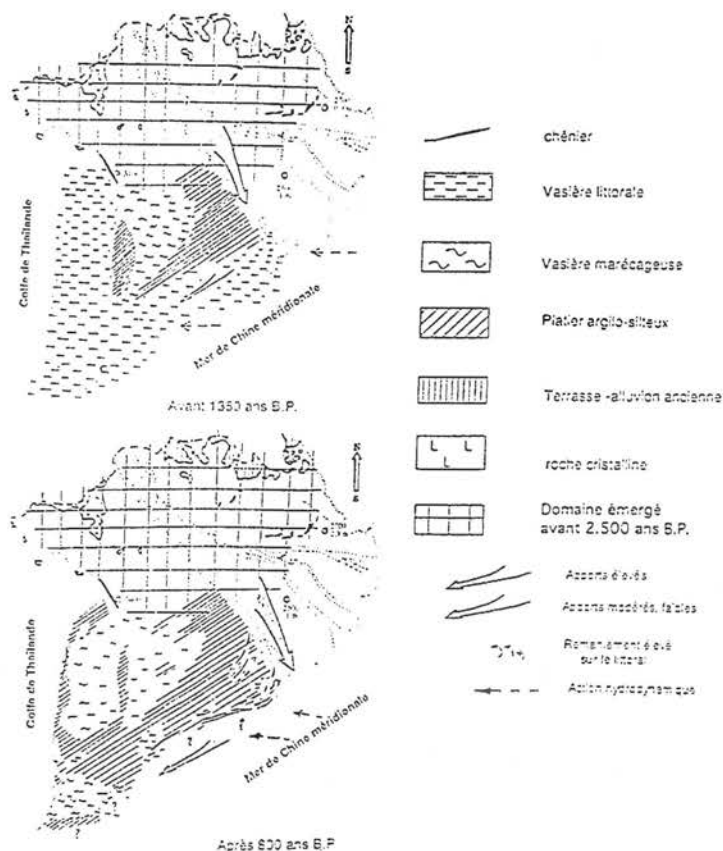 N
S
Golfe de Thaïlande
Mer de Chine méridionale
Avant 1350 ans B.P.
N
S
Golfe de Thaïlande
Mer de Chine méridionale
?
?
?
Après 800 ans B.P
chénier
Vasière littorale
Vasière marécageuse
Platier argilo-silteux
Terrasse -alluvion ancienne
L L
L
roche cristalline
Domaine émergé
avant 2.500 ans B.P.
Apports élevés
Apports modérés, faibles
Remaniement élevé
sur le littoral
Action hydrodynamique